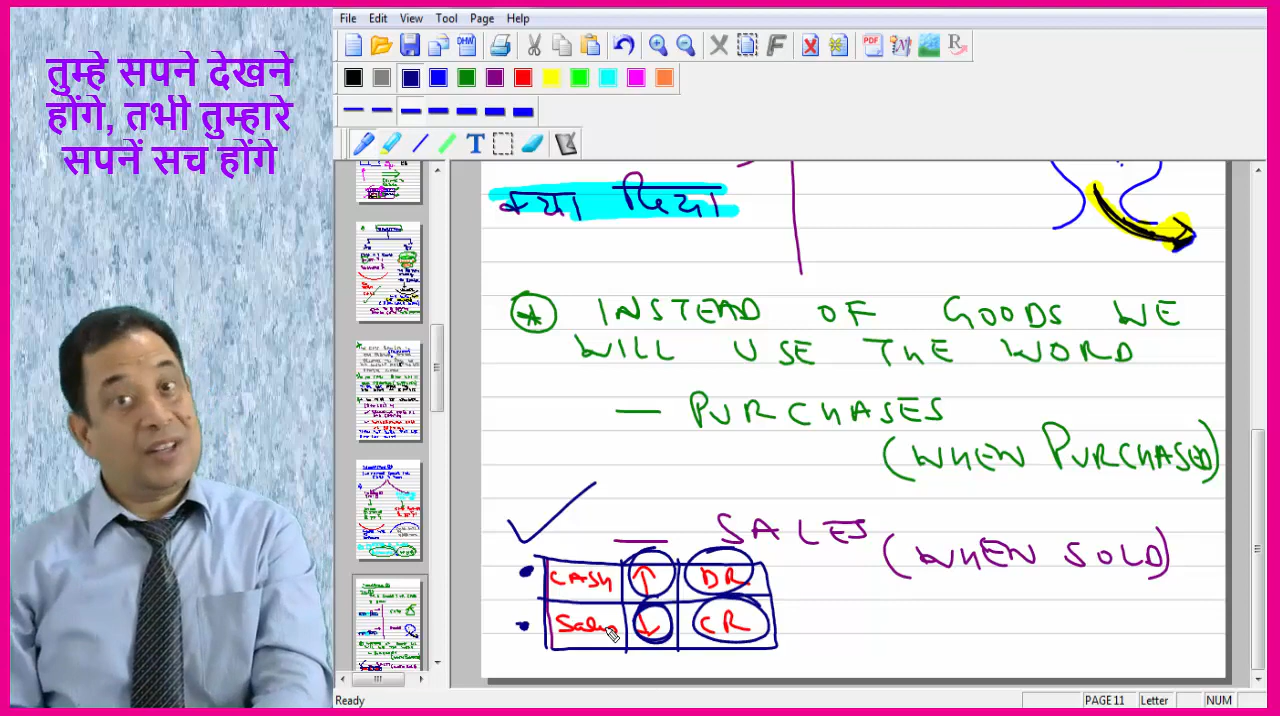 तुम्हे सपने देखने
होंगे, तभी तुम्हारे
सपनें सच होंगे
File Edit View Tool Page Help
क्या दिया
INSTEAD OF GOODS WE
WILL USE THE WORD
— PURCHASES
(WHEN PURCHASED)
— SALES (WHEN SOLD)
CASH ↑ DR
Sales ↓ CR
Ready PAGE 11 Letter NUM